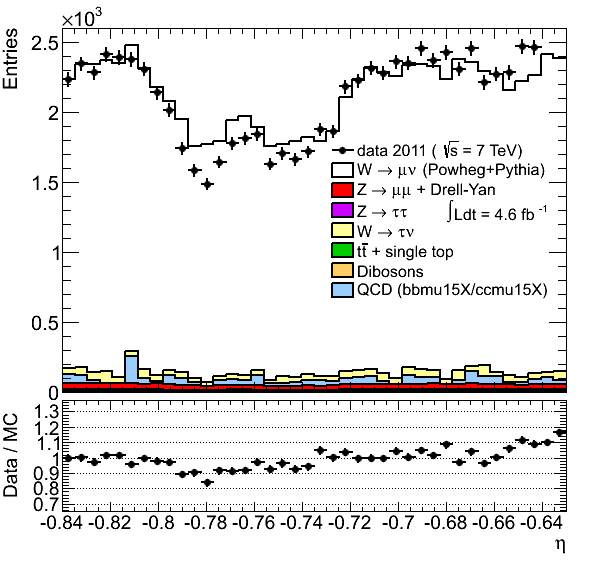 ×10³
Entries
2.5
2
1.5
1
0.5
0
data 2011 ( √s = 7 TeV)
W → μν (Powheg+Pythia)
Z → μμ + Drell-Yan
Z → ττ
∫Ldt = 4.6 fb⁻¹
W → τν
tt̄ + single top
Dibosons
QCD (bbmu15X/ccmu15X)
Data / MC
1.3
1.2
1.1
1
0.9
0.8
0.7
-0.84 -0.82 -0.8 -0.78 -0.76 -0.74 -0.72 -0.7 -0.68 -0.66 -0.64
η